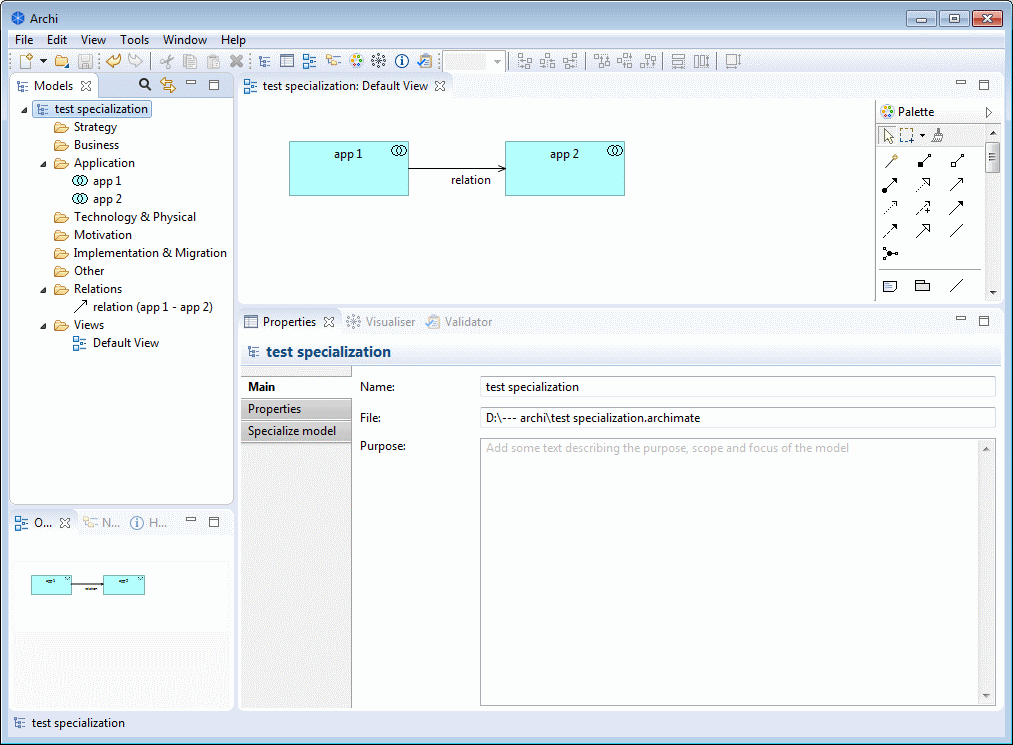 Archi
File Edit View Tools Window Help
Models
test specialization
Strategy
Business
Application
app 1
app 2
Technology & Physical
Motivation
Implementation & Migration
Other
Relations
relation (app 1 - app 2)
Views
Default View
test specialization: Default View
app 1
app 2
relation
Palette
Properties Visualiser Validator
test specialization
Main
Properties
Specialize model
Name: test specialization
File: D:\--- archi\test specialization.archimate
Purpose: Add some text describing the purpose, scope and focus of the model
O... N... H...
test specialization